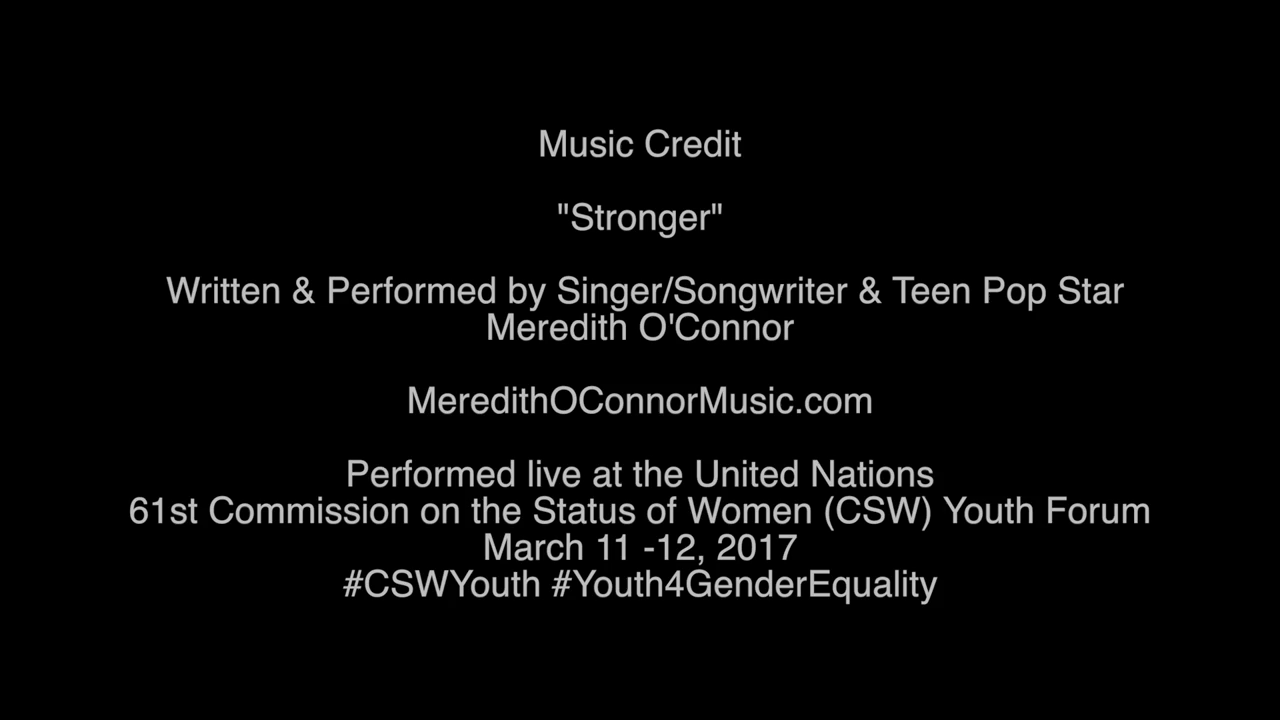 Music Credit
"Stronger"
Written & Performed by Singer/Songwriter & Teen Pop Star
Meredith O'Connor
MeredithOConnorMusic.com
Performed live at the United Nations
61st Commission on the Status of Women (CSW) Youth Forum
March 11 -12, 2017
#CSWYouth #Youth4GenderEquality